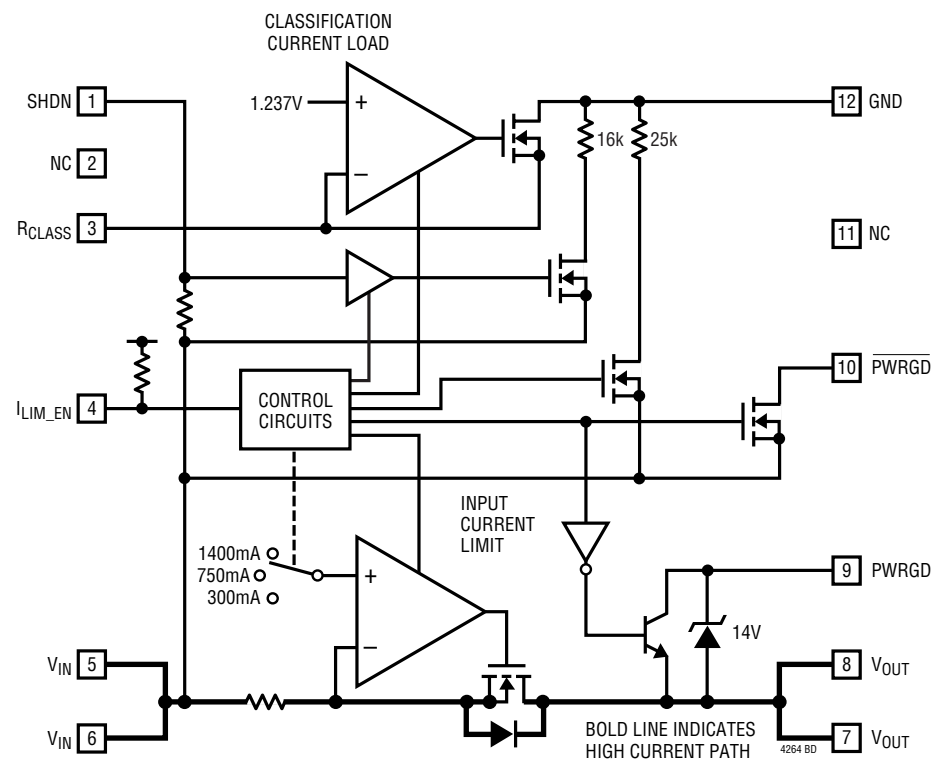 CLASSIFICATION
CURRENT LOAD
SHDN 1
1.237V
+
–
12 GND
16k
25k
NC 2
RCLASS 3
11 NC
10 PWRGD
ILIM_EN 4
CONTROL
CIRCUITS
INPUT
CURRENT
LIMIT
1400mA
750mA
300mA
+
–
9 PWRGD
14V
VIN 5
8 VOUT
VIN 6
7 VOUT
BOLD LINE INDICATES
HIGH CURRENT PATH
4264 BD